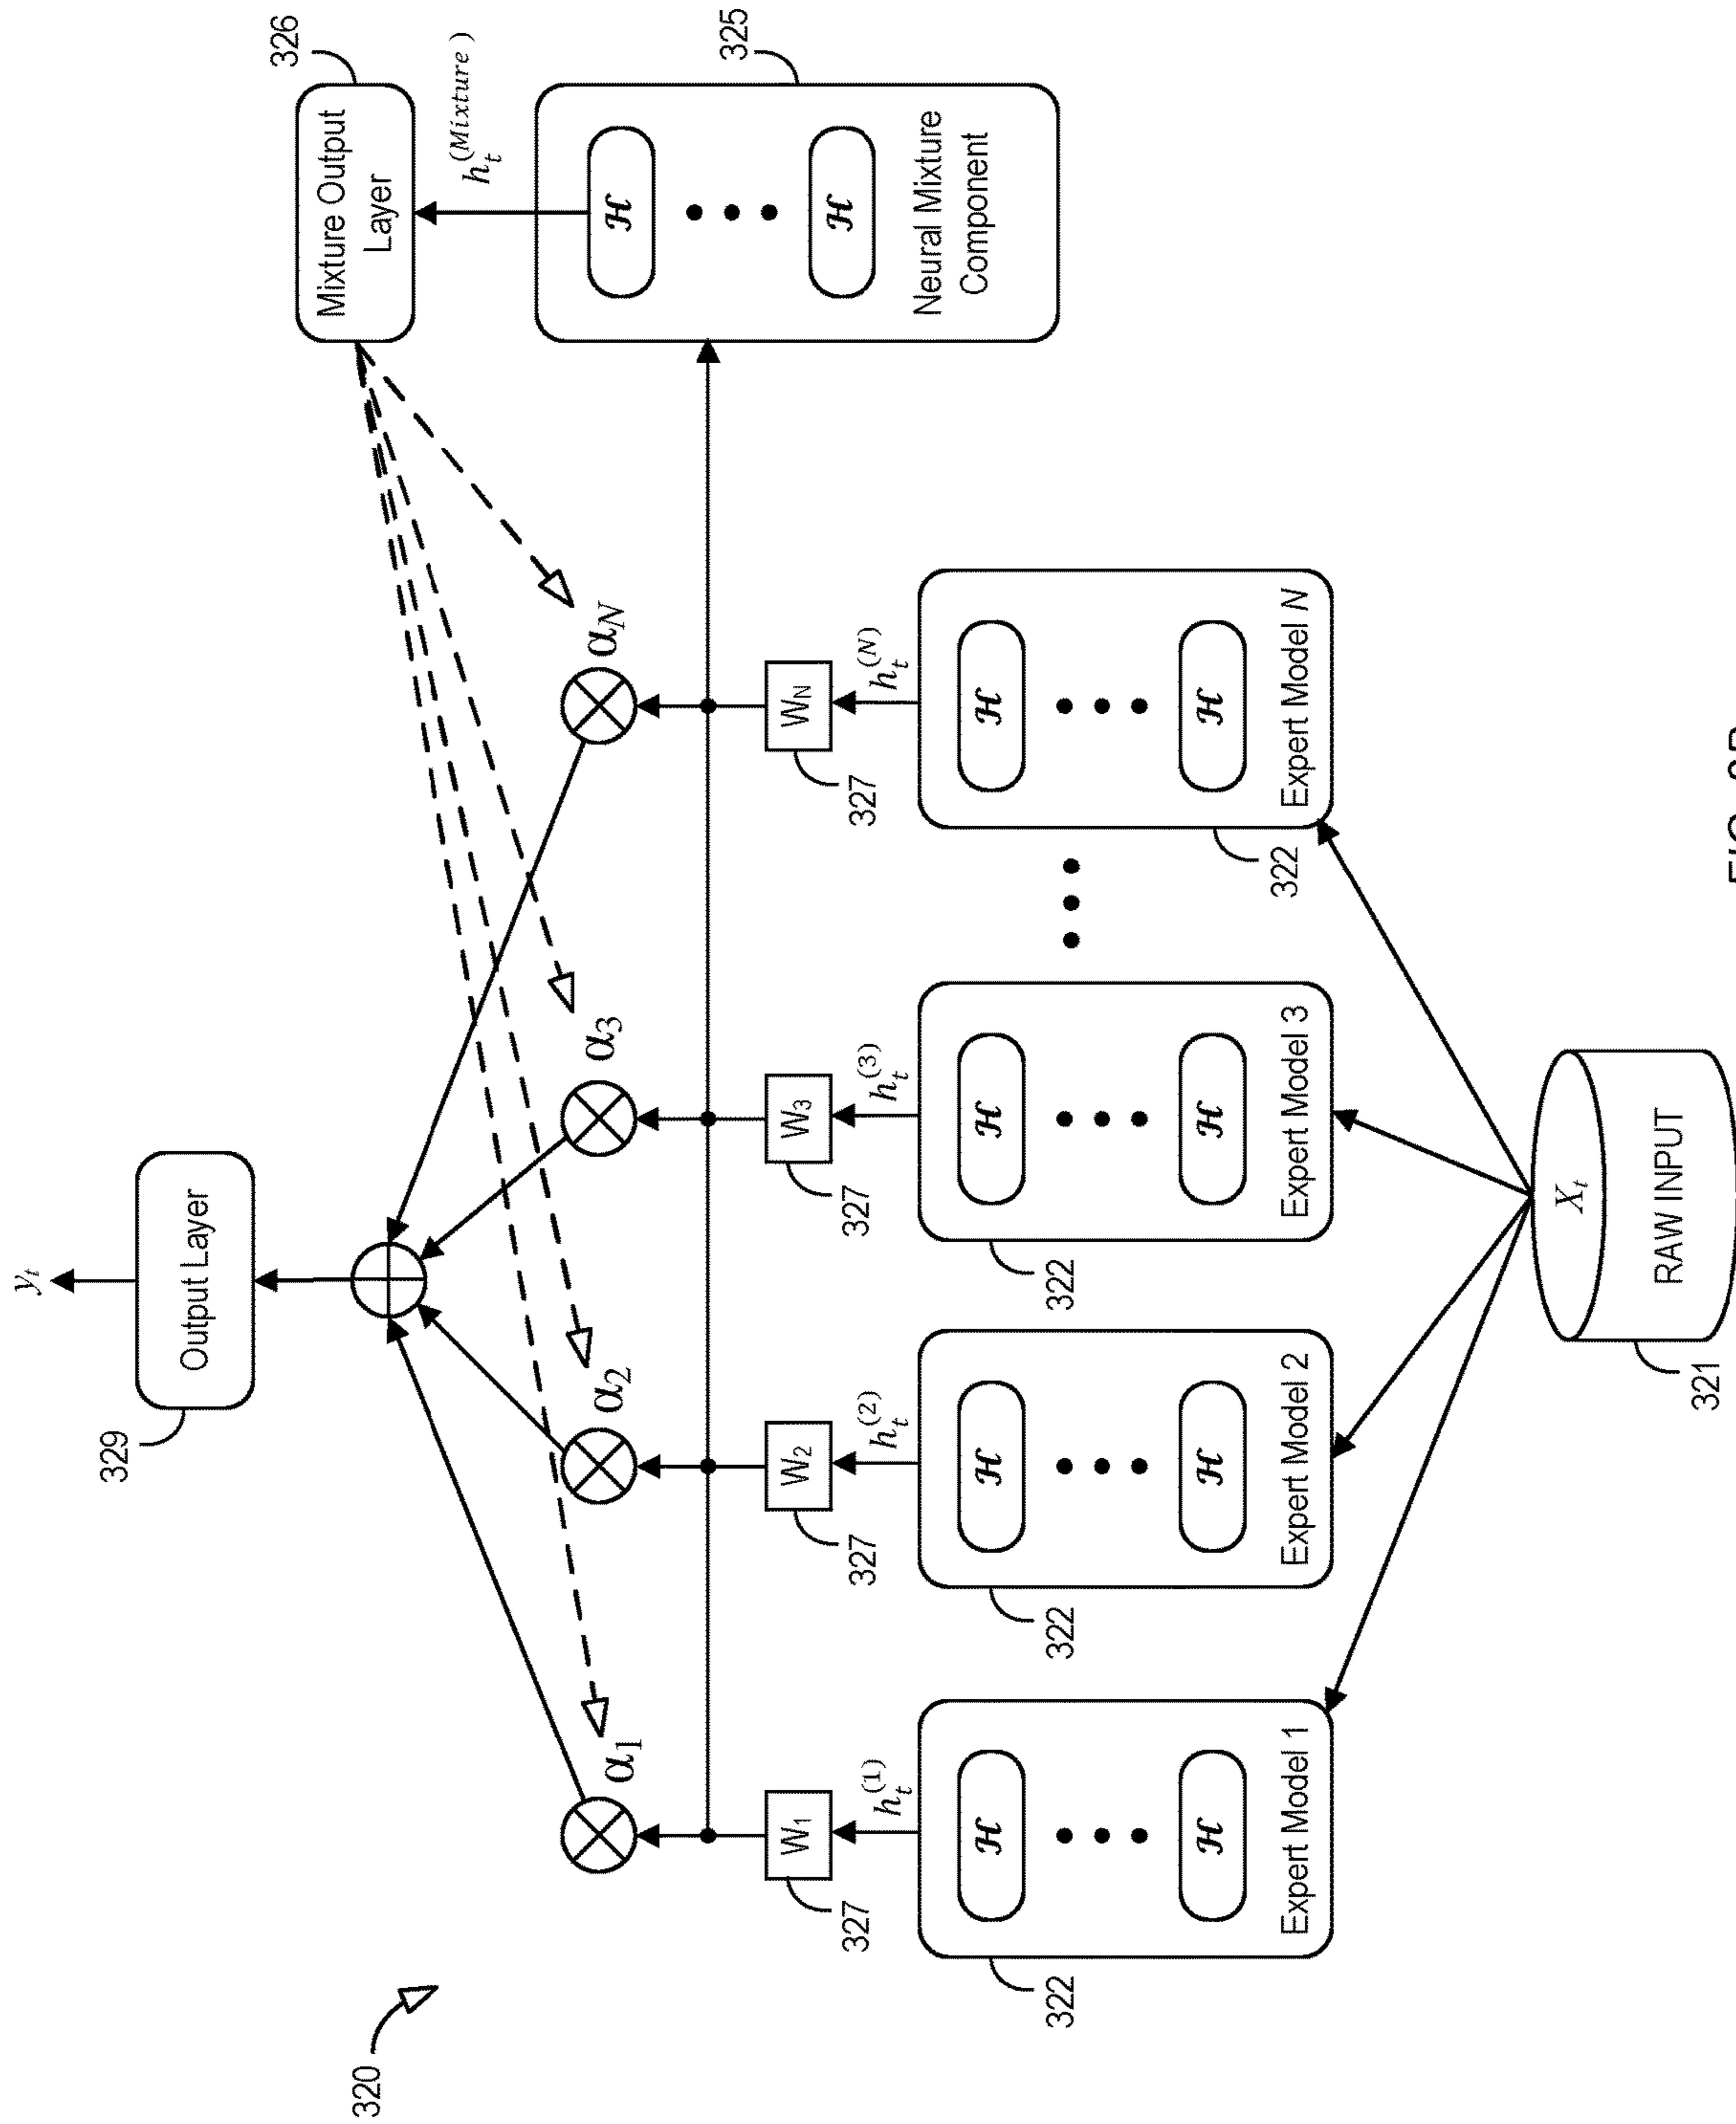 y_t
329
Output Layer
326
Mixture Output
Layer
h_t^{(Mixture)}
325
ℋ
ℋ
Neural Mixture
Component
320
α_1
α_2
α_3
α_N
W_1
W_2
W_3
W_N
327
327
327
327
h_t^{(1)}
h_t^{(2)}
h_t^{(3)}
h_t^{(N)}
ℋ
ℋ
ℋ
ℋ
ℋ
ℋ
ℋ
ℋ
Expert Model 1
Expert Model 2
Expert Model 3
Expert Model N
322
322
322
322
X_t
RAW INPUT
321